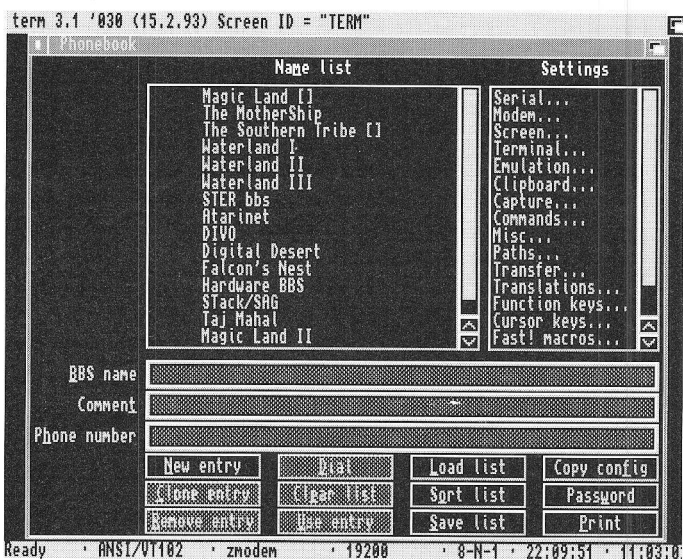 term 3.1 '030 (15.2.93) Screen ID = "TERM"
Phonebook
Name list
Settings
Magic Land []
The MotherShip
The Southern Tribe []
Waterland I
Waterland II
Waterland III
STER bbs
Atarinet
DIVO
Digital Desert
Falcon's Nest
Hardware BBS
STack/SAG
Taj Mahal
Magic Land II
Serial...
Modem...
Screen...
Terminal...
Emulation...
Clipboard...
Capture...
Commands...
Misc...
Paths...
Transfer...
Translations...
Function keys...
Cursor keys...
Fast! macros...
BBS name
Comment
Phone number
New entry
Dial
Load list
Copy config
Clone entry
Clear list
Sort list
Password
Remove entry
Use entry
Save list
Print
Ready · ANSI/VT102 · zmodem · 19200 · 8-N-1 · 22:09:51 · 11:03:0